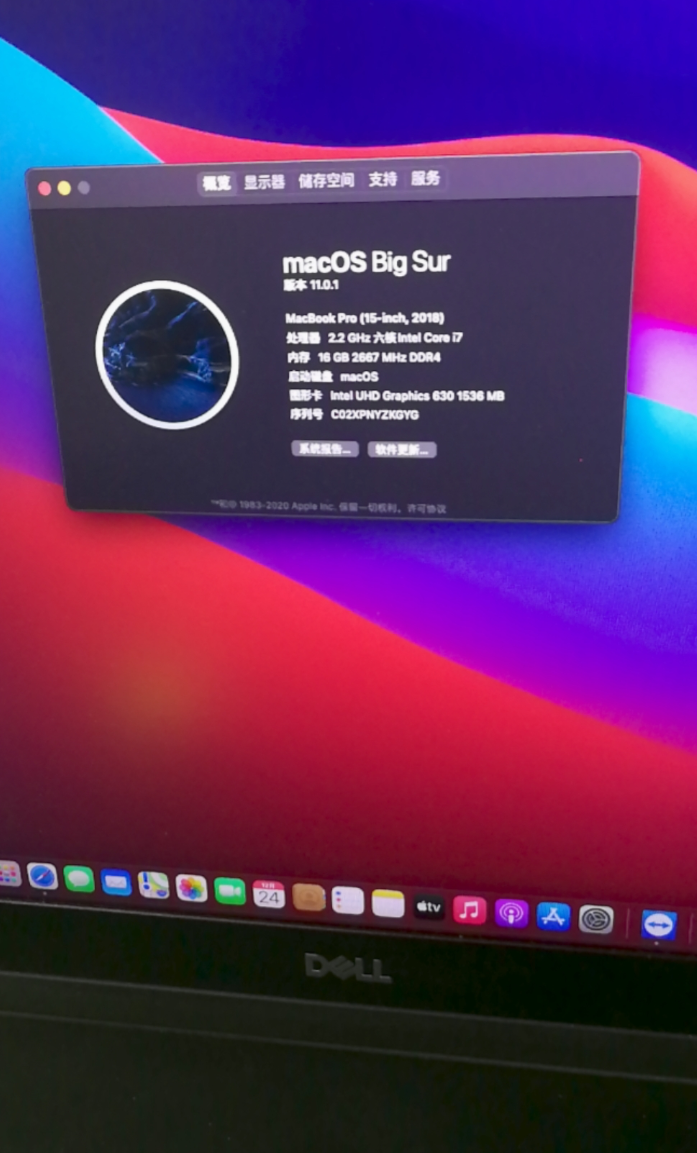 概览 显示器 储存空间 支持 服务
macOS Big Sur
版本 11.0.1
MacBook Pro (15-inch, 2018)
处理器 2.2 GHz 六核Intel Core i7
内存 16 GB 2667 MHz DDR4
启动磁盘 macOS
图形卡 Intel UHD Graphics 630 1536 MB
序列号 C02XPNYZKGYG
系统报告... 软件更新...
™和© 1983-2020 Apple Inc. 保留一切权利。许可协议
12月
24
tv
DELL